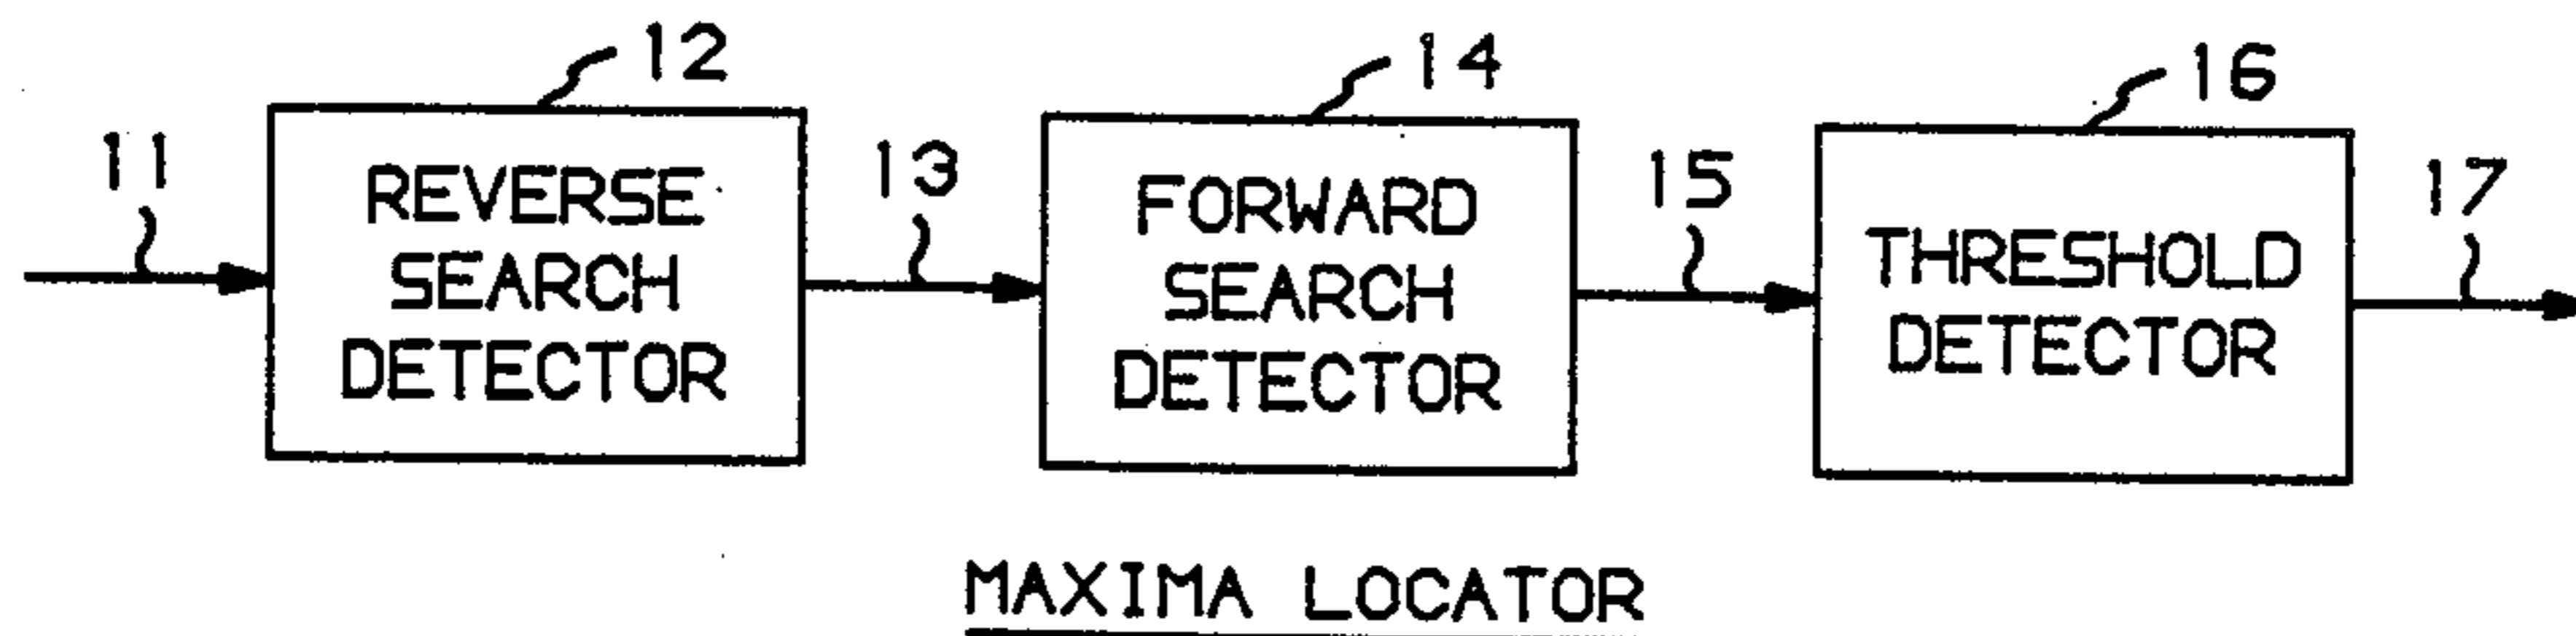 12
14
16
11
13
15
17
REVERSE
SEARCH
DETECTOR
FORWARD
SEARCH
DETECTOR
THRESHOLD
DETECTOR
MAXIMA LOCATOR